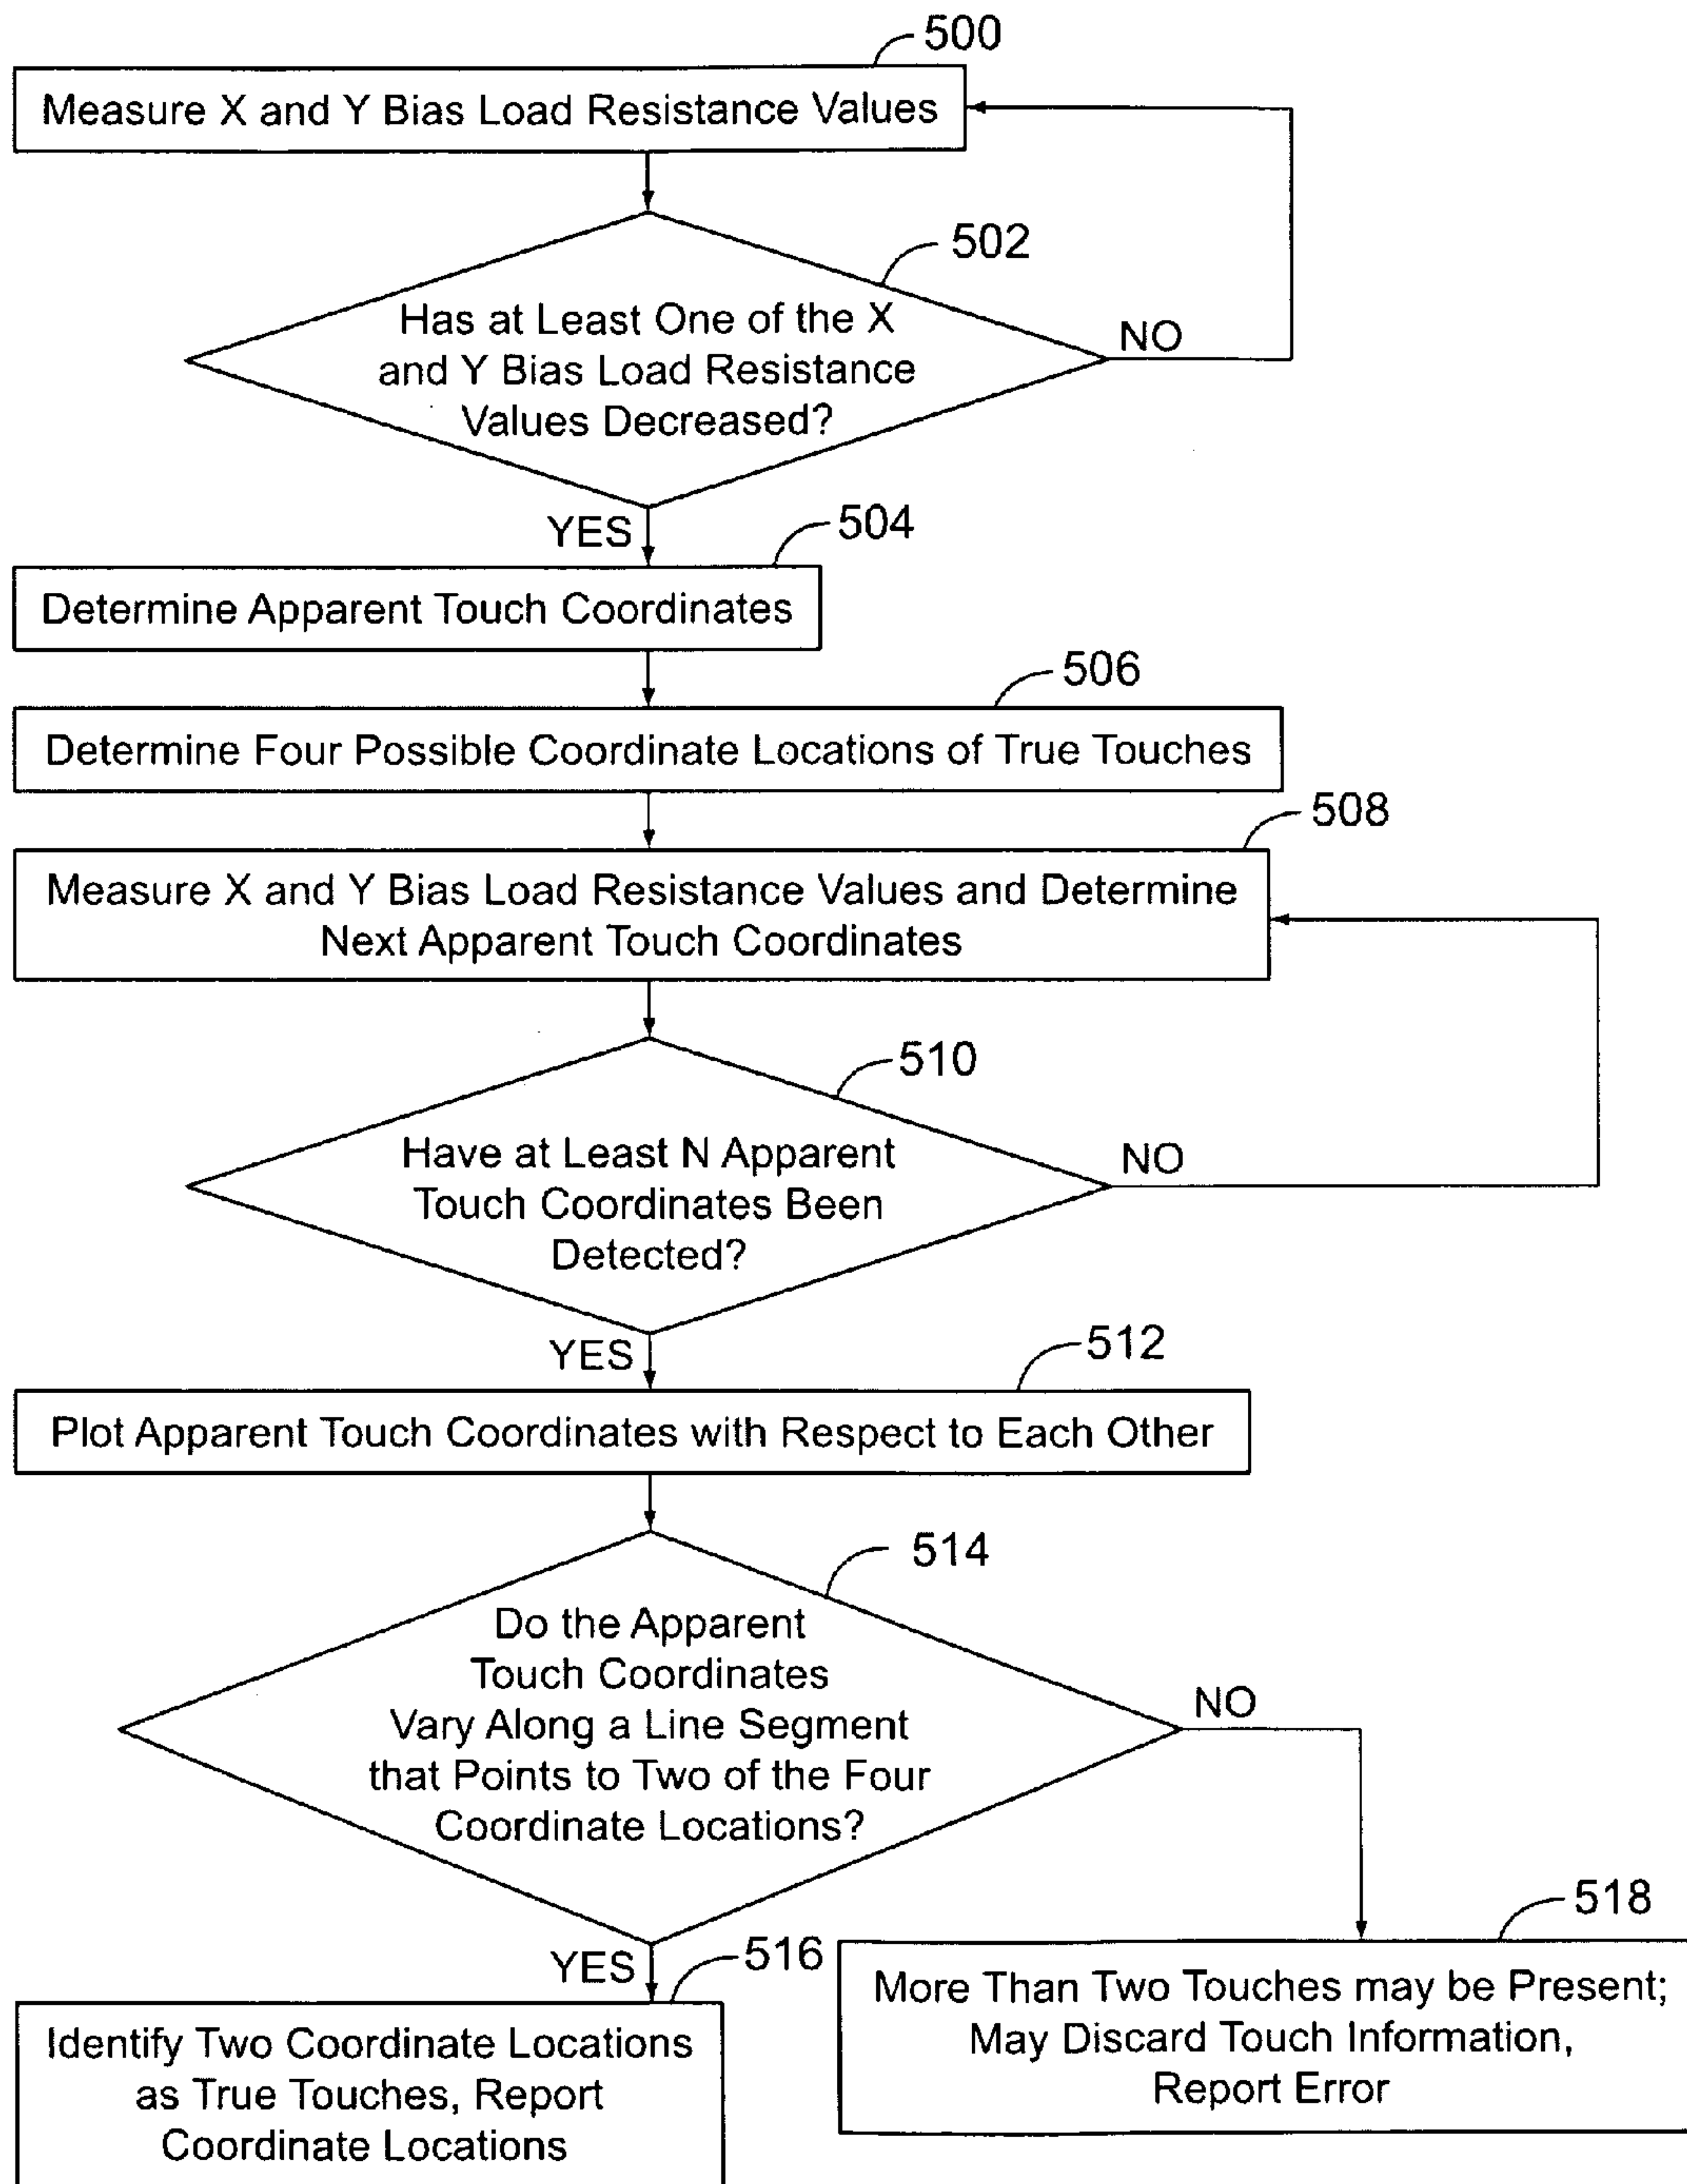 500
Measure X and Y Bias Load Resistance Values
502
Has at Least One of the X
and Y Bias Load Resistance
Values Decreased?
NO
YES
504
Determine Apparent Touch Coordinates
506
Determine Four Possible Coordinate Locations of True Touches
508
Measure X and Y Bias Load Resistance Values and Determine
Next Apparent Touch Coordinates
510
Have at Least N Apparent
Touch Coordinates Been
Detected?
NO
YES
512
Plot Apparent Touch Coordinates with Respect to Each Other
514
Do the Apparent
Touch Coordinates
Vary Along a Line Segment
that Points to Two of the Four
Coordinate Locations?
NO
YES
516
Identify Two Coordinate Locations
as True Touches, Report
Coordinate Locations
518
More Than Two Touches may be Present;
May Discard Touch Information,
Report Error